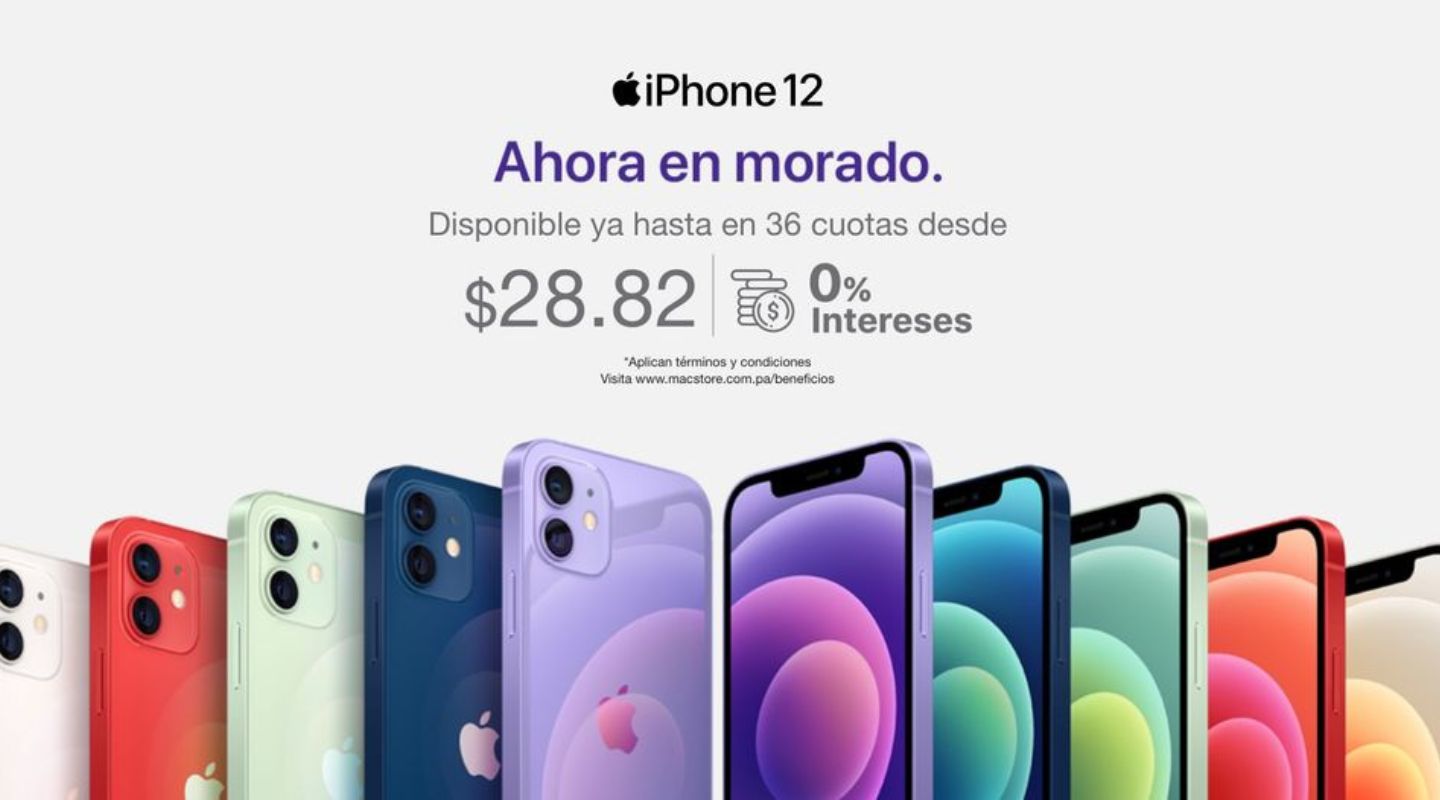 iPhone 12
Ahora en morado.
Disponible ya hasta en 36 cuotas desde
$28.82
0%
Intereses
*Aplican términos y condiciones
Visita www.macstore.com.pa/beneficios